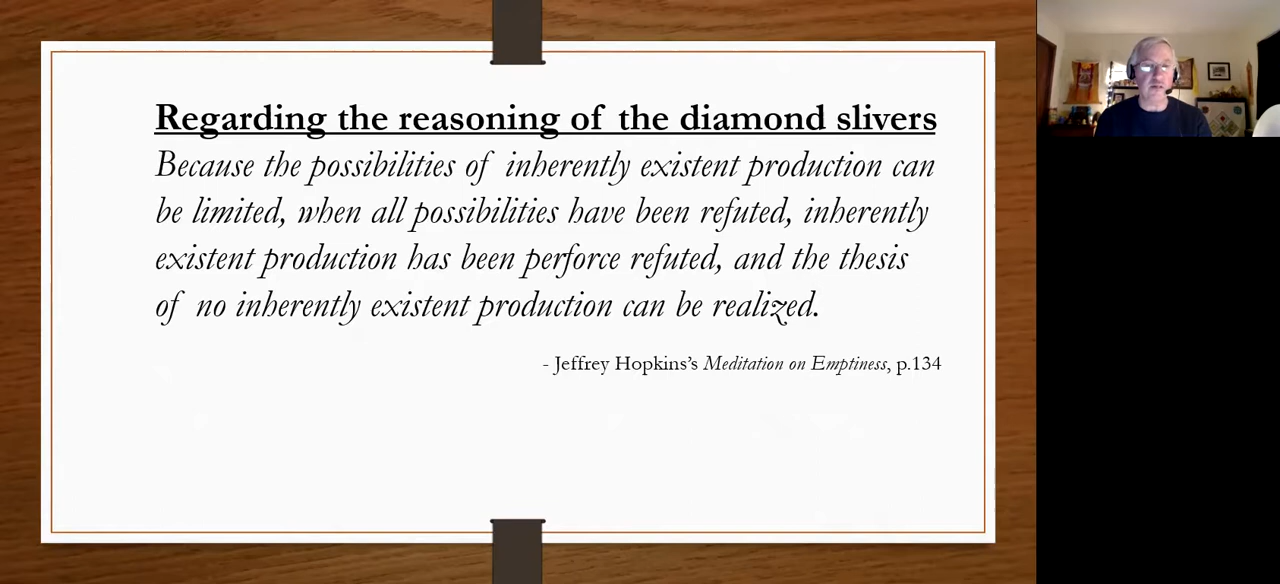 Regarding the reasoning of the diamond slivers
Because the possibilities of inherently existent production can
be limited, when all possibilities have been refuted, inherently
existent production has been perforce refuted, and the thesis
of no inherently existent production can be realized.
- Jeffrey Hopkins’s Meditation on Emptiness, p.134